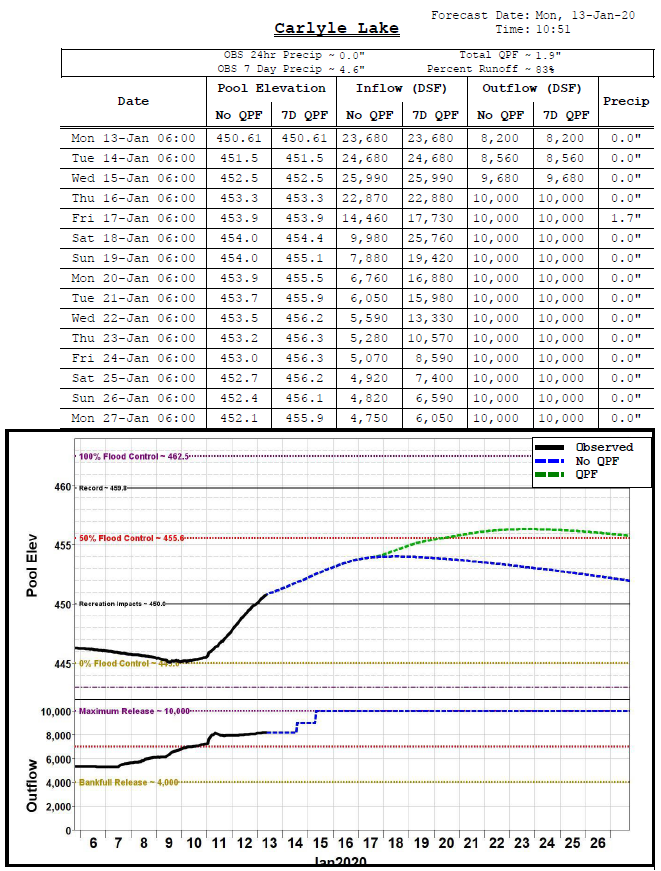 Forecast Date: Mon, 13-Jan-20
Carlyle Lake
Time: 10:51
OBS 24hr Precip ~ 0.0" Total QPF ~ 1.9"
OBS 7 Day Precip ~ 4.6" Percent Runoff ~ 83%
Date Pool Elevation Inflow (DSF) Outflow (DSF) Precip
No QPF 7D QPF No QPF 7D QPF No QPF 7D QPF
Mon 13-Jan 06:00 450.61 450.61 23,680 23,680 8,200 8,200 0.0"
Tue 14-Jan 06:00 451.5 451.5 24,680 24,680 8,560 8,560 0.0"
Wed 15-Jan 06:00 452.5 452.5 25,990 25,990 9,680 9,680 0.0"
Thu 16-Jan 06:00 453.3 453.3 22,870 22,880 10,000 10,000 0.0"
Fri 17-Jan 06:00 453.9 453.9 14,460 17,730 10,000 10,000 1.7"
Sat 18-Jan 06:00 454.0 454.4 9,980 25,760 10,000 10,000 0.0"
Sun 19-Jan 06:00 454.0 455.1 7,880 19,420 10,000 10,000 0.0"
Mon 20-Jan 06:00 453.9 455.5 6,760 16,880 10,000 10,000 0.0"
Tue 21-Jan 06:00 453.7 455.9 6,050 15,980 10,000 10,000 0.0"
Wed 22-Jan 06:00 453.5 456.2 5,590 13,330 10,000 10,000 0.0"
Thu 23-Jan 06:00 453.2 456.3 5,280 10,570 10,000 10,000 0.0"
Fri 24-Jan 06:00 453.0 456.3 5,070 8,590 10,000 10,000 0.0"
Sat 25-Jan 06:00 452.7 456.2 4,920 7,400 10,000 10,000 0.0"
Sun 26-Jan 06:00 452.4 456.1 4,820 6,590 10,000 10,000 0.0"
Mon 27-Jan 06:00 452.1 455.9 4,750 6,050 10,000 10,000 0.0"
Observed
No QPF
QPF
100% Flood Control ~ 462.5
460
Record ~ 459.8
50% Flood Control ~ 455.6
455
Pool Elev
450
Recreation Impacts ~ 450.0
445
0% Flood Control ~
10,000
Maximum Release ~ 10,000
8,000
6,000
Outflow
4,000
Bankfull Release ~ 4,000
2,000
0
6 7 8 9 10 11 12 13 14 15 16 17 18 19 20 21 22 23 24 25 26
Jan2020